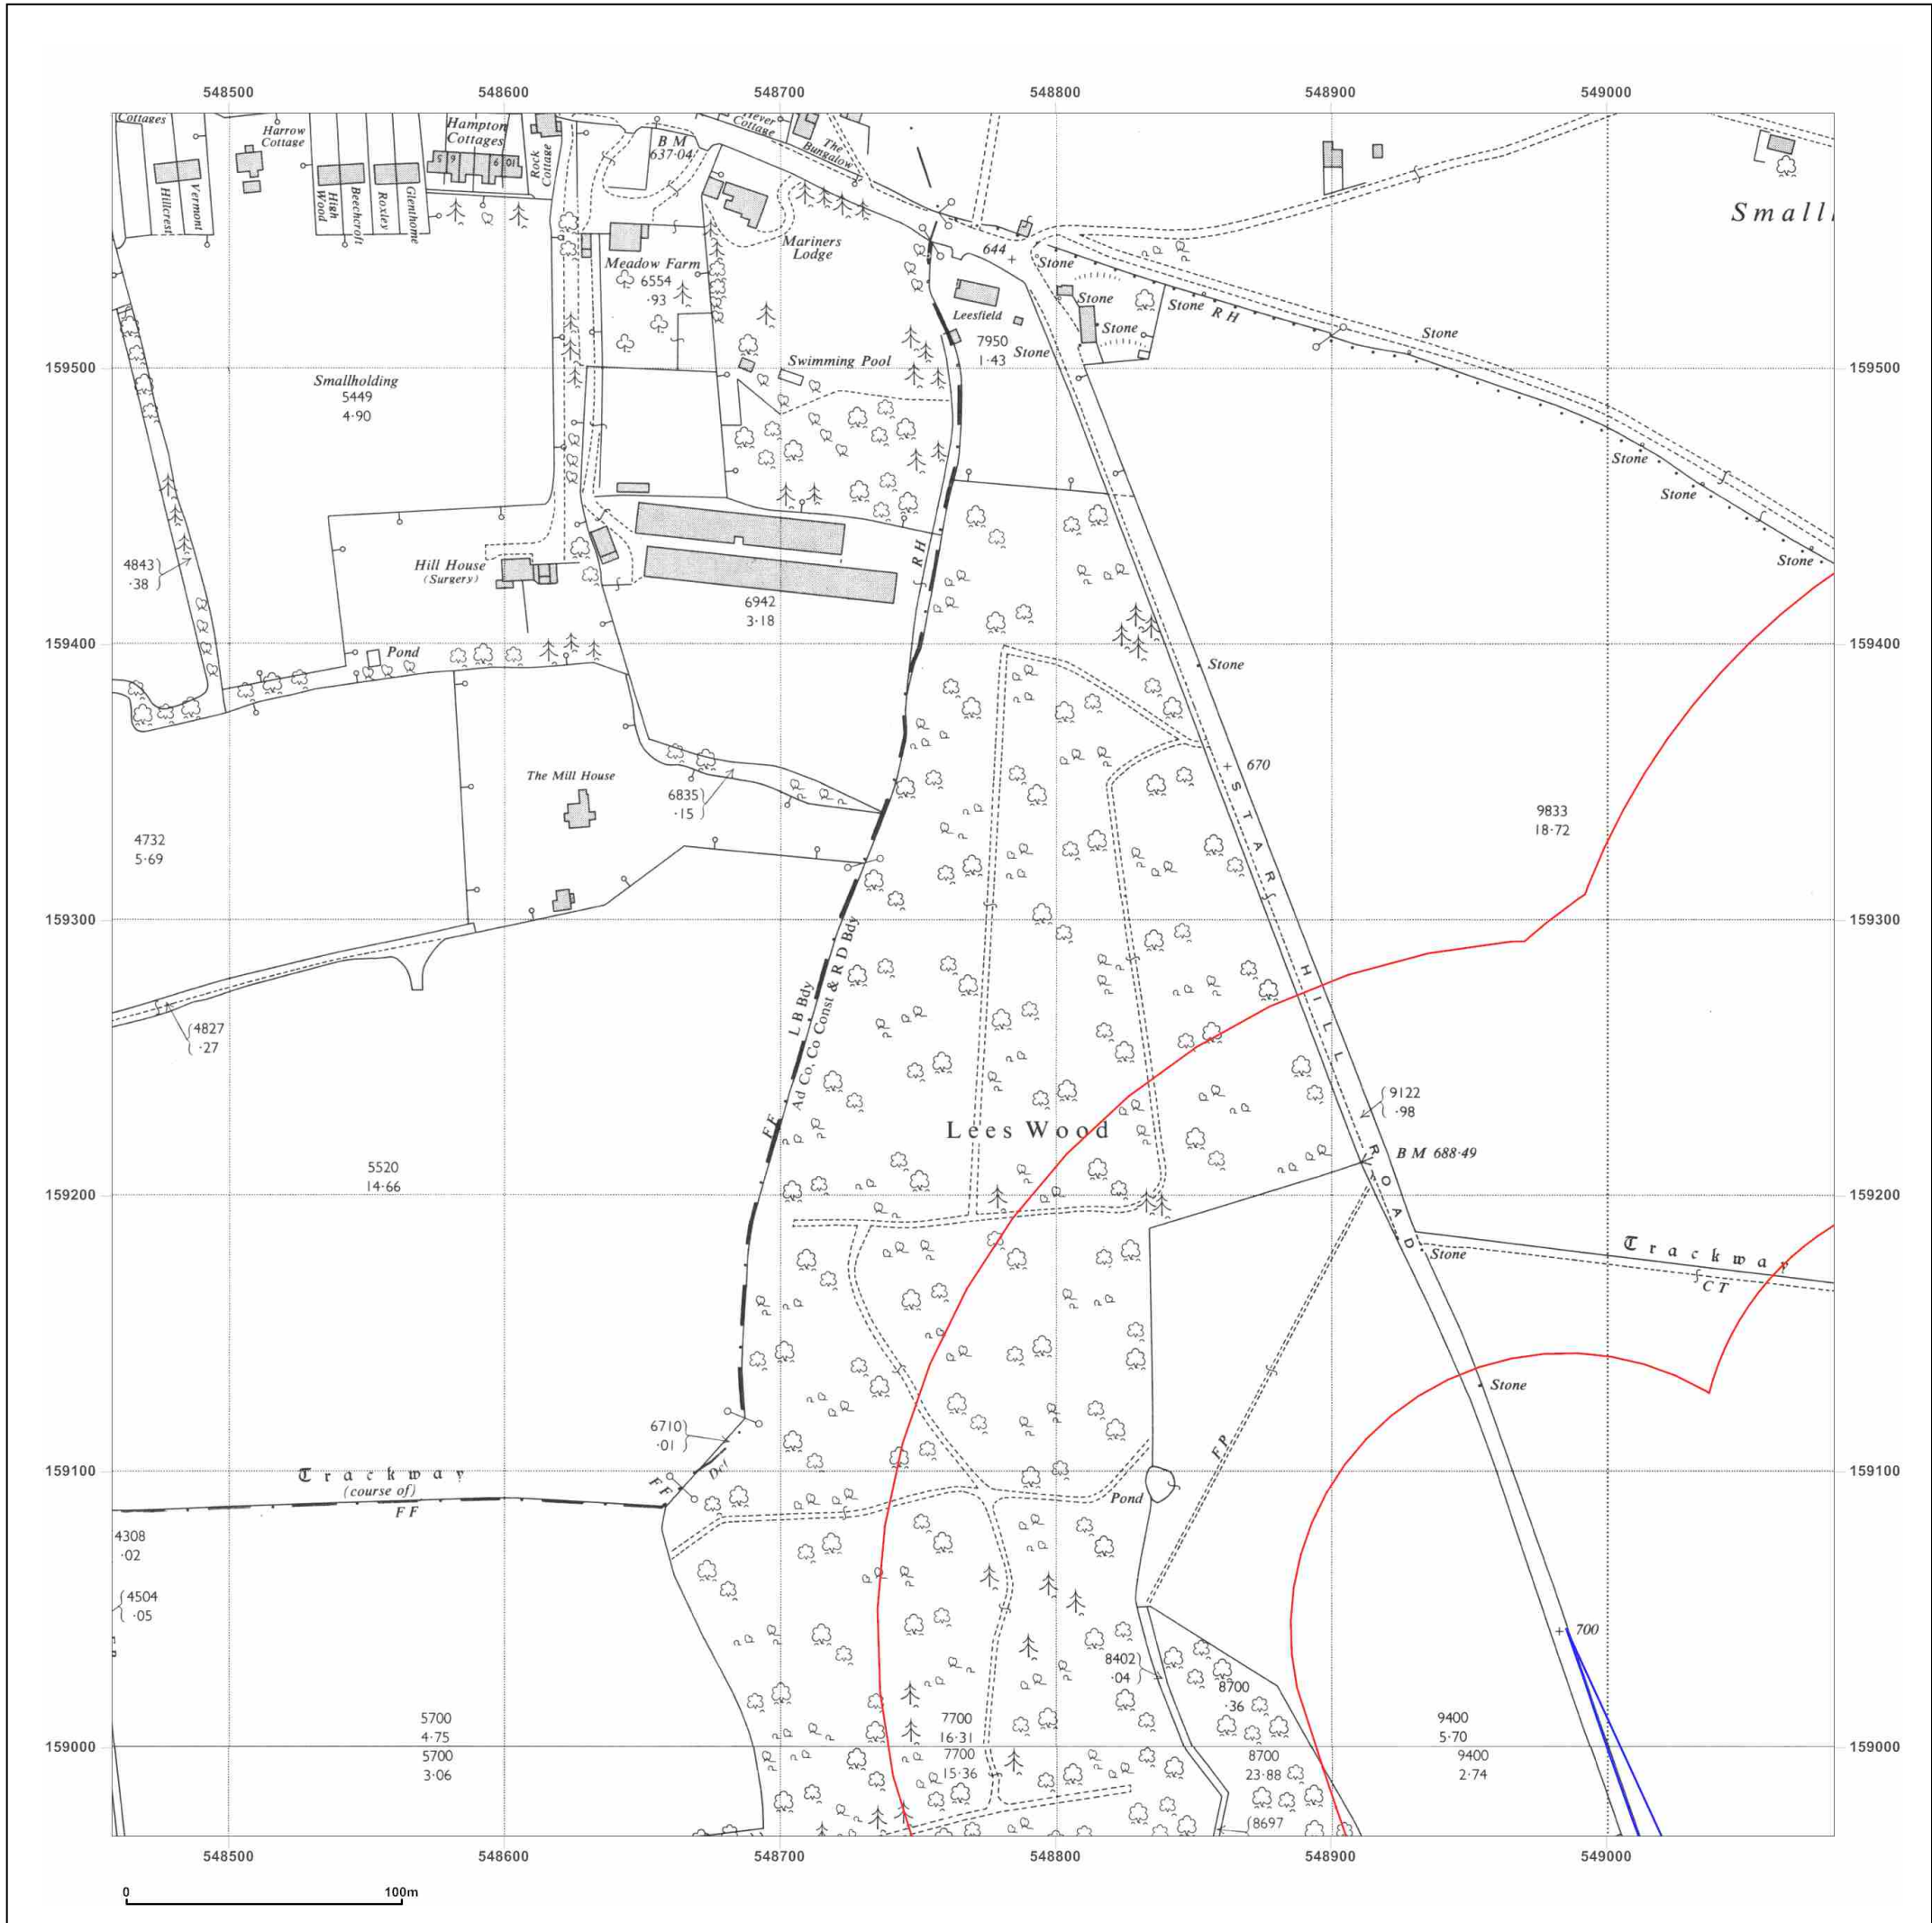 548500 548600 548700 548800 548900 549000
Cottages
Harrow
Cottage
Hampton
Cottages
5 6 9 10
Rock
Cottage
B M
637·04
Hever
Cottage
The
Bungalow
Hillcrest
Vermont
High
Wood
Beechcroft
Roxley
Glenthorne
Mariners
Lodge
Meadow Farm
6554
·93
644
Stone
Stone
Stone
Stone
R H
Stone
Small
Leesfield
7950
1·43
Stone
159500
159500
Swimming Pool
Smallholding
5449
4·90
Stone
Stone
Stone
4843
·38
Hill House
(Surgery)
R H
6942
3·18
159400
159400
Pond
Stone
670
The Mill House
6835
·15
4732
5·69
9833
18·72
STAR HILL ROAD
159300
159300
4827
·27
L B Bdy
Ad Co, Co Const & R D Bdy
F F
9122
·98
Lees Wood
B M 688·49
5520
14·66
159200
159200
Stone
Trackway
C T
Stone
6710
·01
Def
F F
F P
159100
159100
Trackway
(course of)
F F
Pond
4308
·02
4504
·05
700
8402
·04
8700
·36
5700
4·75
5700
3·06
7700
16·31
7700
15·36
9400
5·70
9400
2·74
8700
23·88
159000
159000
8697
548500 548600 548700 548800 548900 549000
0 100m